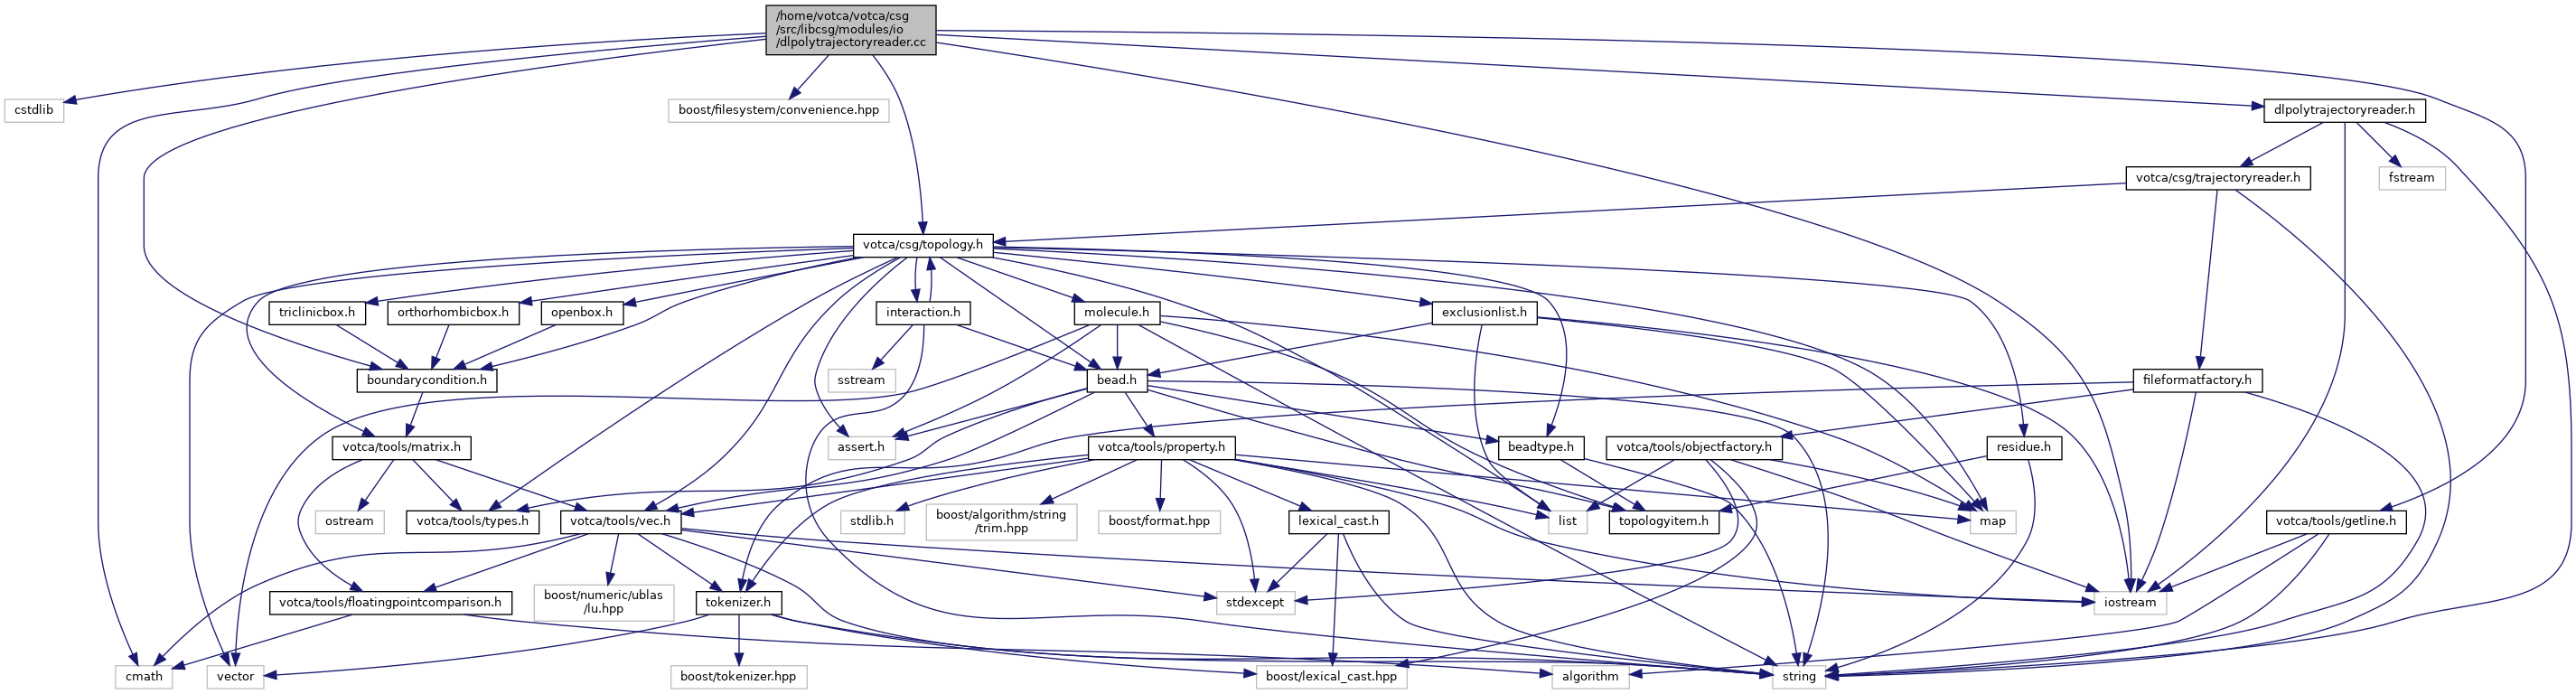 /home/votca/votca/csg
/src/libcsg/modules/io
/dlpolytrajectoryreader.cc
cstdlib
boost/filesystem/convenience.hpp
dlpolytrajectoryreader.h
votca/csg/trajectoryreader.h
fstream
votca/csg/topology.h
triclinicbox.h
orthorhombicbox.h
openbox.h
interaction.h
molecule.h
exclusionlist.h
boundarycondition.h
sstream
bead.h
fileformatfactory.h
votca/tools/matrix.h
assert.h
votca/tools/property.h
beadtype.h
votca/tools/objectfactory.h
residue.h
ostream
votca/tools/types.h
votca/tools/vec.h
stdlib.h
boost/algorithm/string
/trim.hpp
boost/format.hpp
lexical_cast.h
list
topologyitem.h
map
votca/tools/getline.h
votca/tools/floatingpointcomparison.h
boost/numeric/ublas
/lu.hpp
tokenizer.h
stdexcept
iostream
cmath
vector
boost/tokenizer.hpp
boost/lexical_cast.hpp
algorithm
string